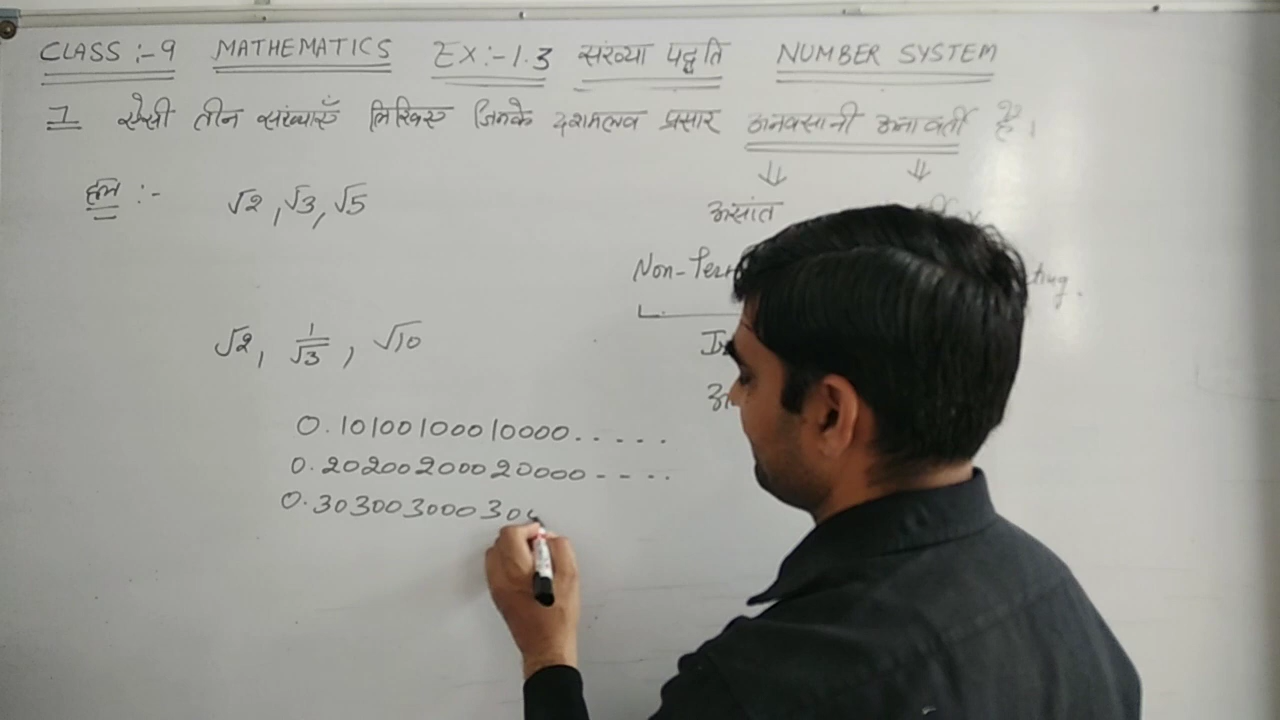 CLASS :- 9 MATHEMATICS EX:- 1.3 संख्या पद्धति NUMBER SYSTEM
1 ऐसी तीन संख्याएँ लिखिए जिनके दशमलव प्रसार अनवसानी अनावर्ती हैं।
हल :- √2, √3, √5
असांत
Non-Ter
√2, 1/√3, √10
0.10100100010000.....
0.20200200020000----..
0.30300300030